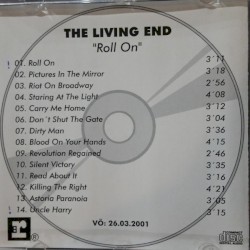 THE LIVING END
"Roll On"
! 01. Roll On 3´11
02. Pictures In The Mirror 3´18
03. Riot On Broadway 2´56
04. Staring At The Light 4´08
05. Carry Me Home 3´12
06. Don´t Shut The Gate 3´04
07. Dirty Man 3´36
08. Blood On Your Hands 4´15
09. Revolution Regained 2´46
10. Silent Victory 3´35
11. Read About It 3´16
12. Killing The Right 4´21
13. Astoria Paranoia 3´05
! 14. Uncle Harry 3´15
VÖ: 26.03.2001